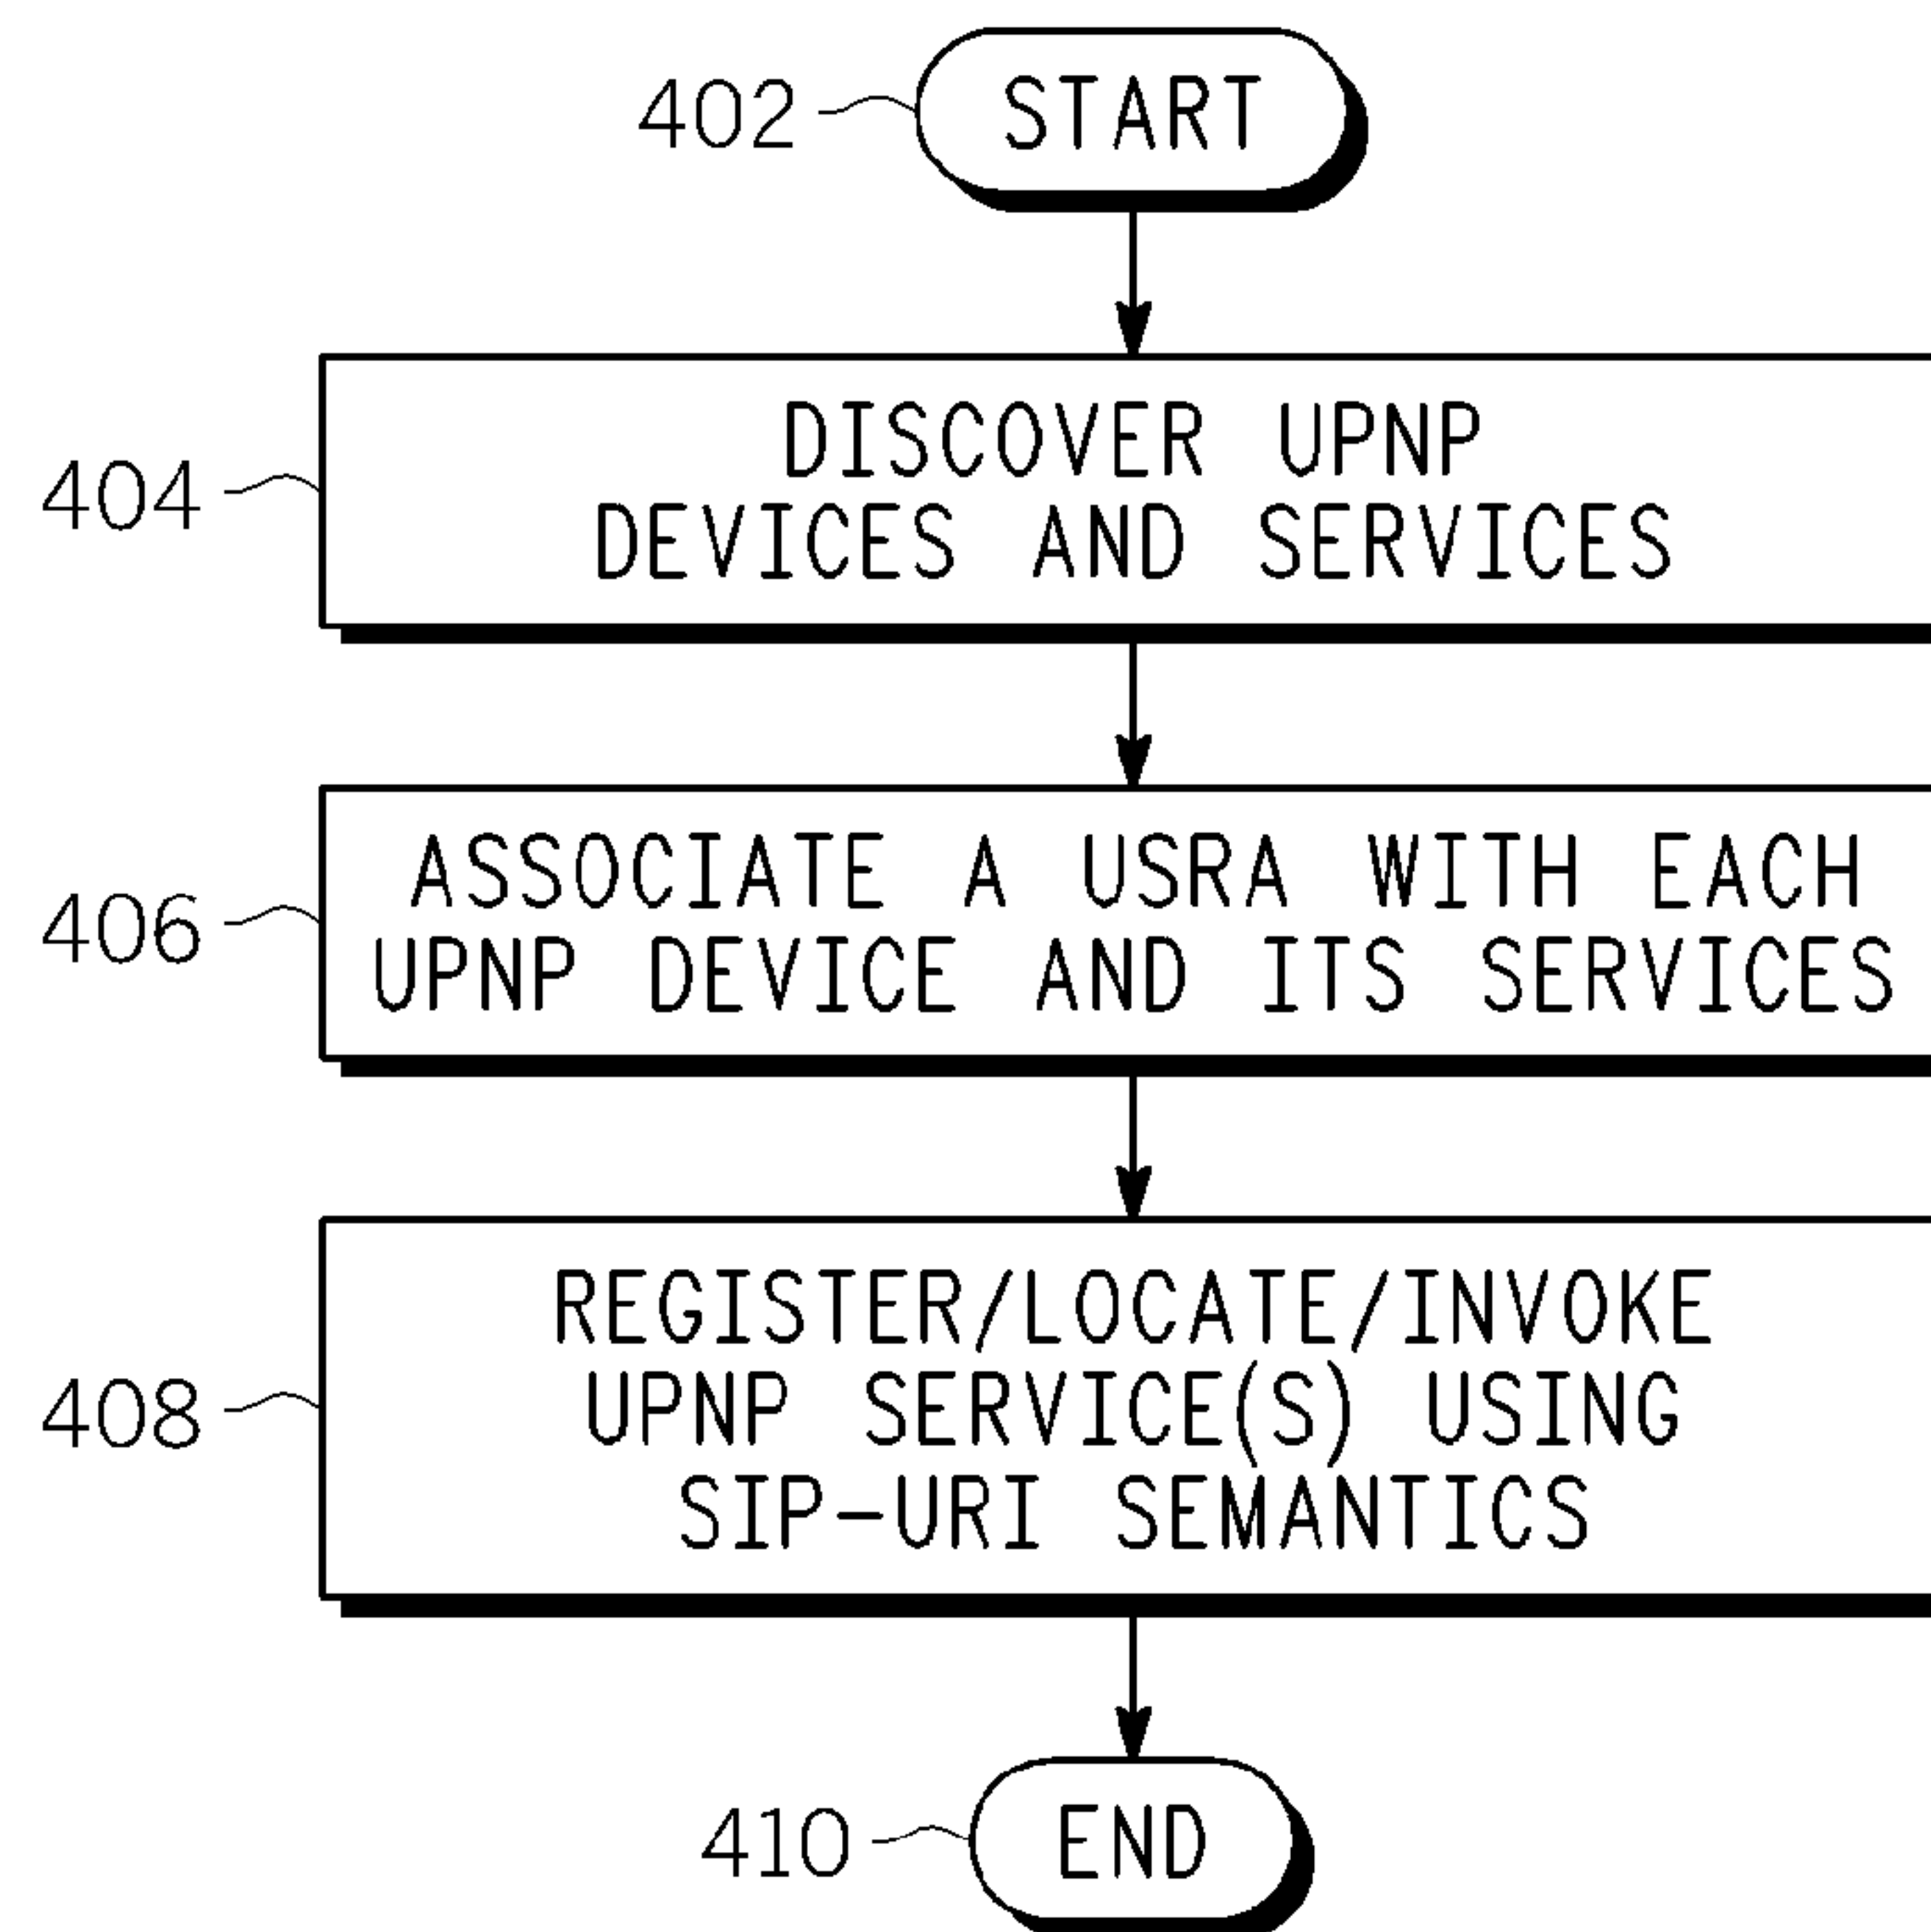 402 START
404 DISCOVER UPNP
DEVICES AND SERVICES
406 ASSOCIATE A USRA WITH EACH
UPNP DEVICE AND ITS SERVICES
408 REGISTER/LOCATE/INVOKE
UPNP SERVICE(S) USING
SIP-URI SEMANTICS
410 END